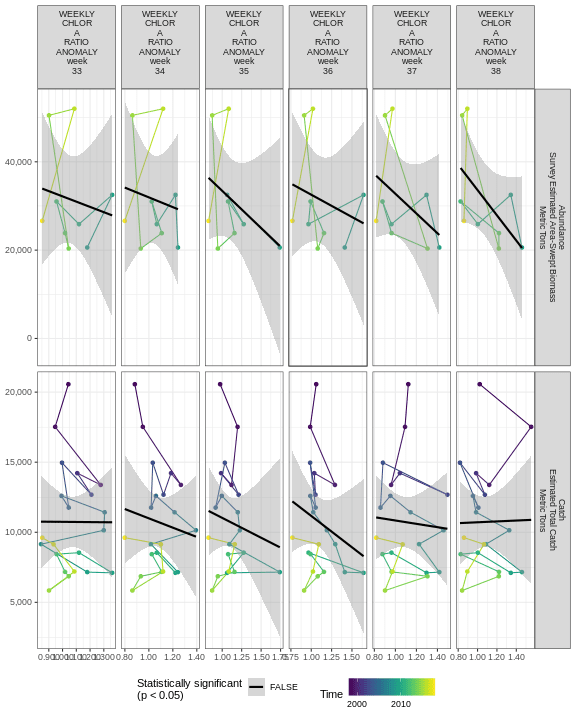 WEEKLY
CHLOR
A
RATIO
ANOMALY
week
33
WEEKLY
CHLOR
A
RATIO
ANOMALY
week
34
WEEKLY
CHLOR
A
RATIO
ANOMALY
week
35
WEEKLY
CHLOR
A
RATIO
ANOMALY
week
36
WEEKLY
CHLOR
A
RATIO
ANOMALY
week
37
WEEKLY
CHLOR
A
RATIO
ANOMALY
week
38
40,000
20,000
0
Abundance
Survey Estimated Area-Swept Biomass
Metric Tons
20,000
15,000
10,000
5,000
Catch
Estimated Total Catch
Metric Tons
0.80 1.00 1.20 1.40
1.00 1.25 1.50 1.75
1.00 1.25 1.50
0.80 1.00 1.20 1.40
0.80 1.00 1.20 1.40
Statistically significant
(p < 0.05)
FALSE
Time
2000 2010